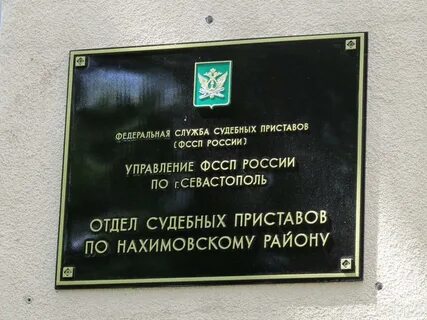 ФЕДЕРАЛЬНАЯ СЛУЖБА СУДЕБНЫХ ПРИСТАВОВ
(ФССП РОССИИ)
УПРАВЛЕНИЕ ФССП РОССИИ
ПО г.СЕВАСТОПОЛЬ
ОТДЕЛ СУДЕБНЫХ ПРИСТАВОВ
ПО НАХИМОВСКОМУ РАЙОНУ